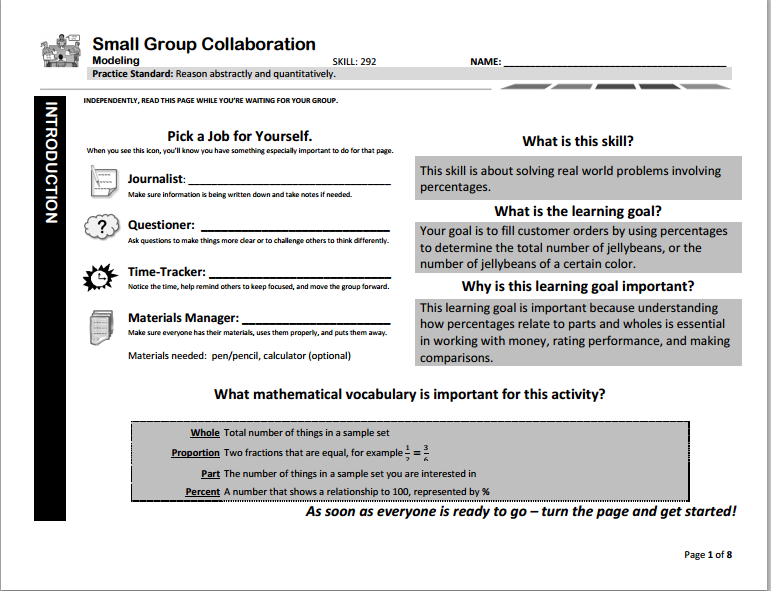 Small Group Collaboration
Modeling SKILL: 292 NAME: ____________________
Practice Standard: Reason abstractly and quantitatively.
INTRODUCTION
INDEPENDENTLY, READ THIS PAGE WHILE YOU'RE WAITING FOR YOUR GROUP.
Pick a Job for Yourself.
When you see this icon, you'll know you have something especially important to do for that page.
Journalist: ____________________
Make sure information is being written down and take notes if needed.
?
Questioner: ____________________
Ask questions to make things more clear or to challenge others to think differently.
Time-Tracker: ____________________
Notice the time, help remind others to keep focused, and move the group forward.
Materials Manager: ____________________
Make sure everyone has their materials, uses them properly, and puts them away.
Materials needed: pen/pencil, calculator (optional)
What is this skill?
This skill is about solving real world problems involving
percentages.
What is the learning goal?
Your goal is to fill customer orders by using percentages
to determine the total number of jellybeans, or the
number of jellybeans of a certain color.
Why is this learning goal important?
This learning goal is important because understanding
how percentages relate to parts and wholes is essential
in working with money, rating performance, and making
comparisons.
What mathematical vocabulary is important for this activity?
Whole Total number of things in a sample set
Proportion Two fractions that are equal, for example 1/2 = 3/6
Part The number of things in a sample set you are interested in
Percent A number that shows a relationship to 100, represented by %
As soon as everyone is ready to go – turn the page and get started!
Page 1 of 8